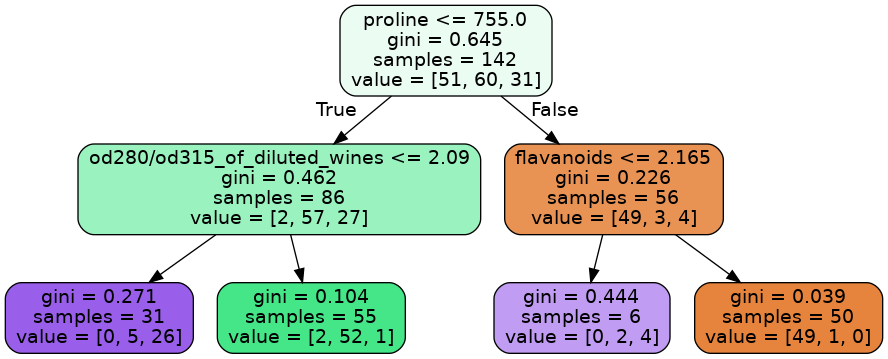 proline <= 755.0
gini = 0.645
samples = 142
value = [51, 60, 31]
True
False
od280/od315_of_diluted_wines <= 2.09
gini = 0.462
samples = 86
value = [2, 57, 27]
flavanoids <= 2.165
gini = 0.226
samples = 56
value = [49, 3, 4]
gini = 0.271
samples = 31
value = [0, 5, 26]
gini = 0.104
samples = 55
value = [2, 52, 1]
gini = 0.444
samples = 6
value = [0, 2, 4]
gini = 0.039
samples = 50
value = [49, 1, 0]